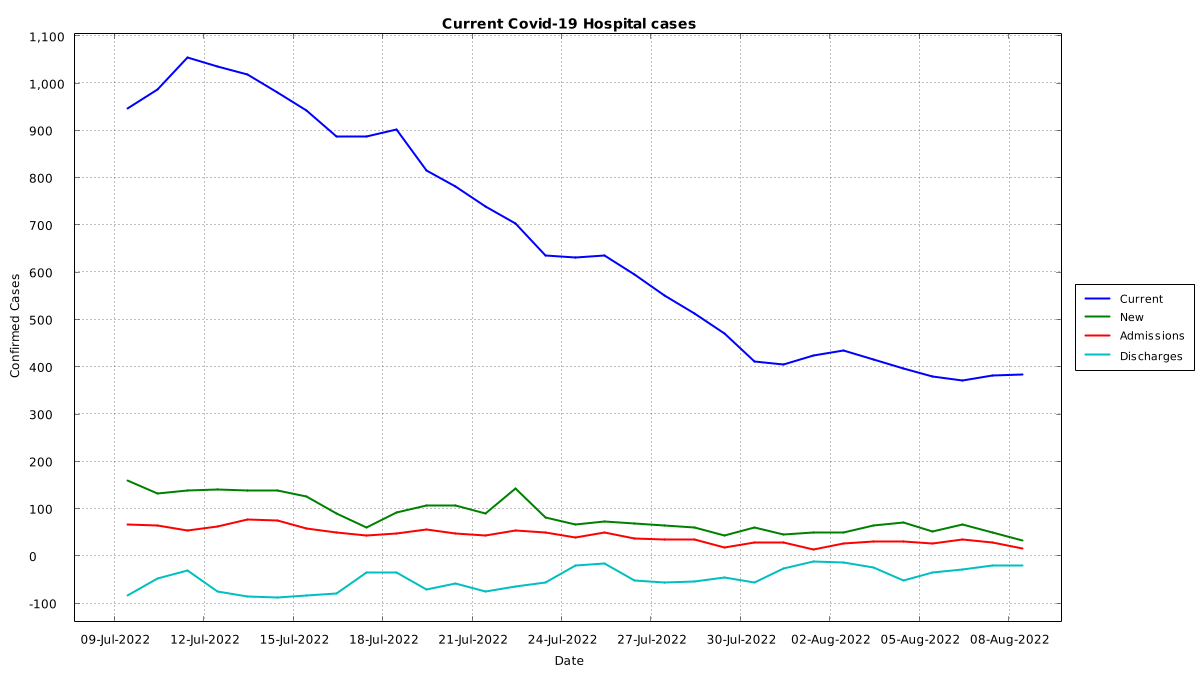 Current Covid-19 Hospital cases
1,100
1,000
900
800
700
600
500
400
300
200
100
0
-100
Confirmed Cases
09-Jul-2022 12-Jul-2022 15-Jul-2022 18-Jul-2022 21-Jul-2022 24-Jul-2022 27-Jul-2022 30-Jul-2022 02-Aug-2022 05-Aug-2022 08-Aug-2022
Date
Current
New
Admissions
Discharges